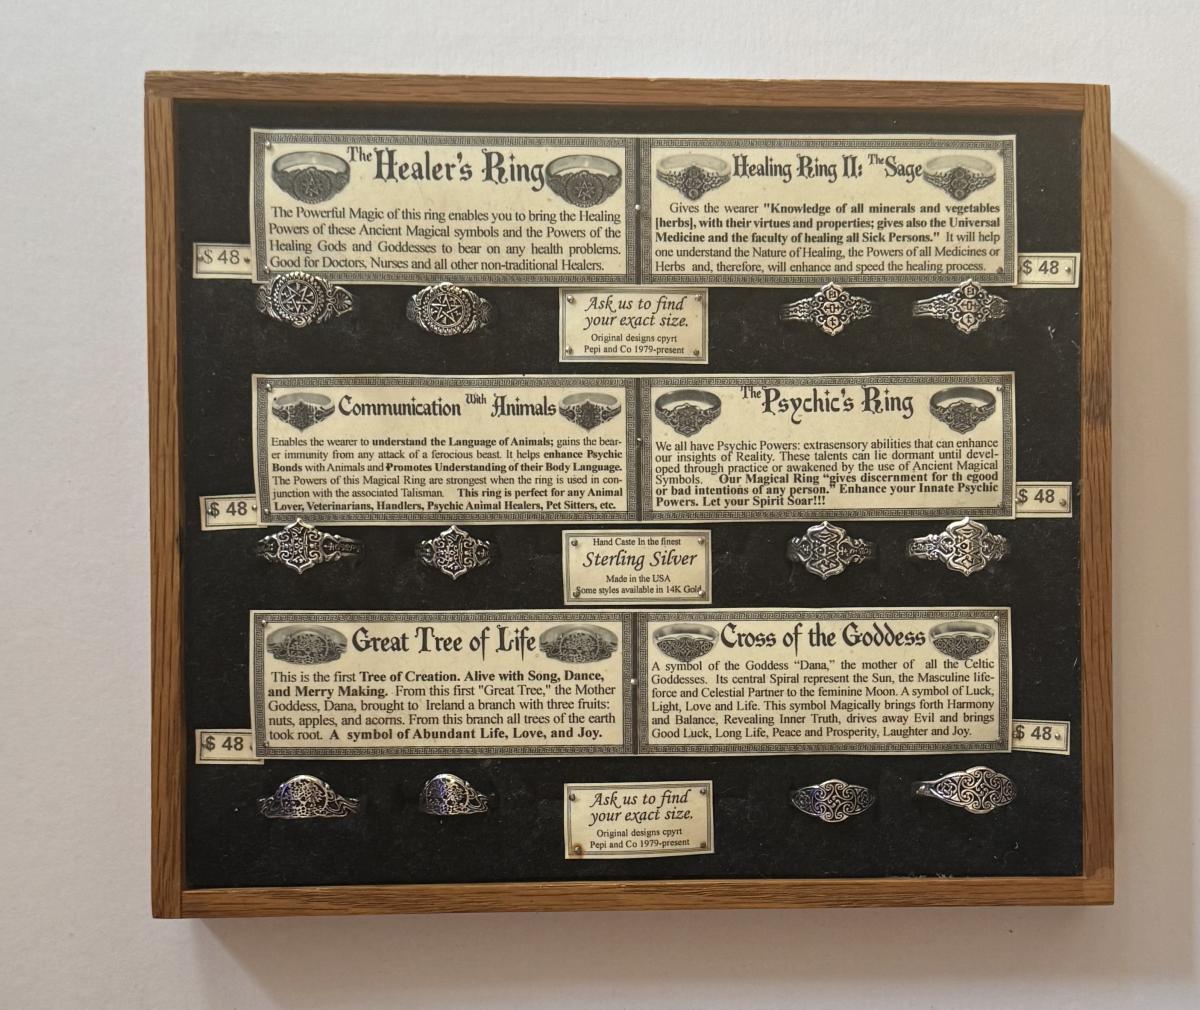 The Healer's Ring
The Powerful Magic of this ring enables you to bring the Healing
Powers of these Ancient Magical symbols and the Powers of the
Healing Gods and Goddesses to bear on any health problems.
Good for Doctors, Nurses and all other non-traditional Healers.
$ 48
Healing Ring II: The Sage
Gives the wearer "Knowledge of all minerals and vegetables
[herbs], with their virtues and properties; gives also the Universal
Medicine and the faculty of healing all Sick Persons." It will help
one understand the Nature of Healing, the Powers of all Medicines or
Herbs and, therefore, will enhance and speed the healing process.
$ 48
Ask us to find
your exact size.
Original designs cpyrt
Pepi and Co 1979-present
Communication With Animals
Enables the wearer to understand the Language of Animals; gains the bear-
er immunity from any attack of a ferocious beast. It helps enhance Psychic
Bonds with Animals and Promotes Understanding of their Body Language.
The Powers of this Magical Ring are strongest when the ring is used in con-
junction with the associated Talisman. This ring is perfect for any Animal
Lover, Veterinarians, Handlers, Psychic Animal Healers, Pet Sitters, etc.
$ 48
The Psychic's Ring
We all have Psychic Powers: extrasensory abilities that can enhance
our insights of Reality. These talents can lie dormant until devel-
oped through practice or awakened by the use of Ancient Magical
Symbols. Our Magical Ring "gives discernment for th egood
or bad intentions of any person." Enhance your Innate Psychic
Powers. Let your Spirit Soar!!!
$ 48
Hand Caste In the finest
Sterling Silver
Made in the USA
Some styles available in 14K Gold
Great Tree of Life
This is the first Tree of Creation. Alive with Song, Dance,
and Merry Making. From this first "Great Tree," the Mother
Goddess, Dana, brought to Ireland a branch with three fruits:
nuts, apples, and acorns. From this branch all trees of the earth
took root. A symbol of Abundant Life, Love, and Joy.
$ 48
Cross of the Goddess
A symbol of the Goddess "Dana," the mother of all the Celtic
Goddesses. Its central Spiral represent the Sun, the Masculine life-
force and Celestial Partner to the feminine Moon. A symbol of Luck,
Light, Love and Life. This symbol Magically brings forth Harmony
and Balance, Revealing Inner Truth, drives away Evil and brings
Good Luck, Long Life, Peace and Prosperity, Laughter and Joy.
$ 48
Ask us to find
your exact size.
Original designs cpyrt
Pepi and Co 1979-present